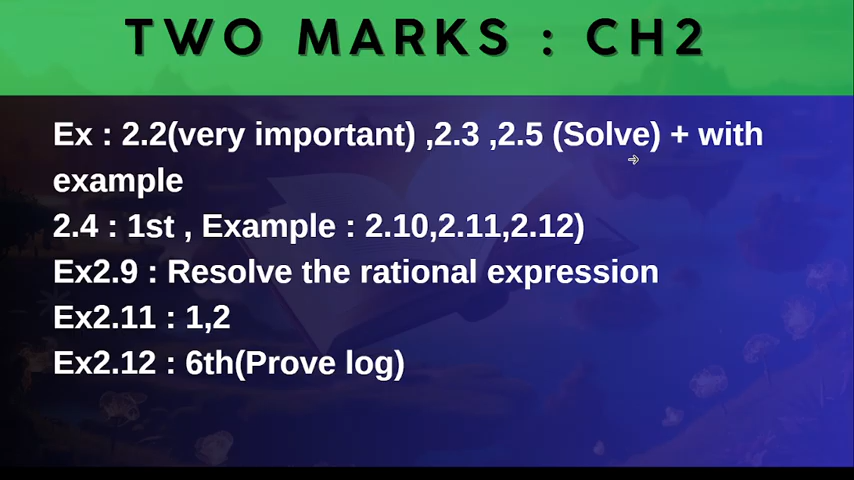 TWO MARKS : CH2
Ex : 2.2(very important) ,2.3 ,2.5 (Solve) + with
example
2.4 : 1st , Example : 2.10,2.11,2.12)
Ex2.9 : Resolve the rational expression
Ex2.11 : 1,2
Ex2.12 : 6th(Prove log)